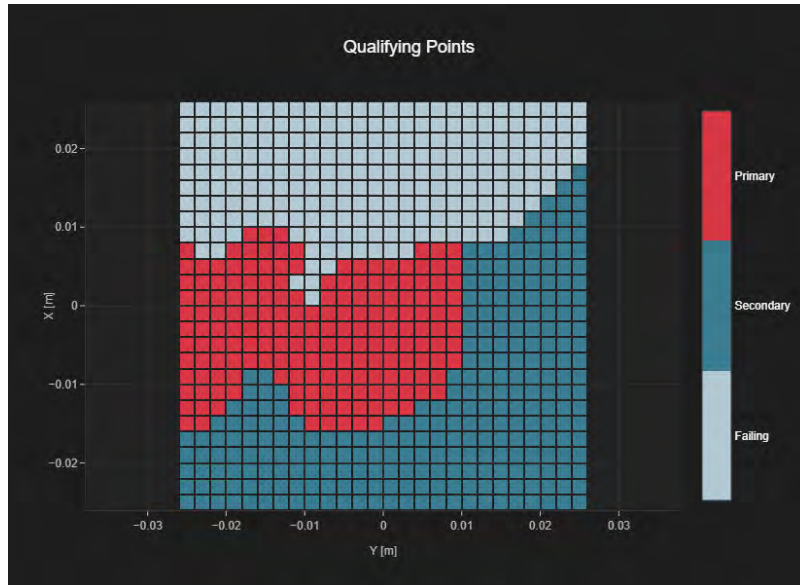 Qualifying Points
0.02
0.01
0
−0.01
−0.02
X [m]
−0.03
−0.02
−0.01
0
0.01
0.02
0.03
Y [m]
Primary
Secondary
Failing